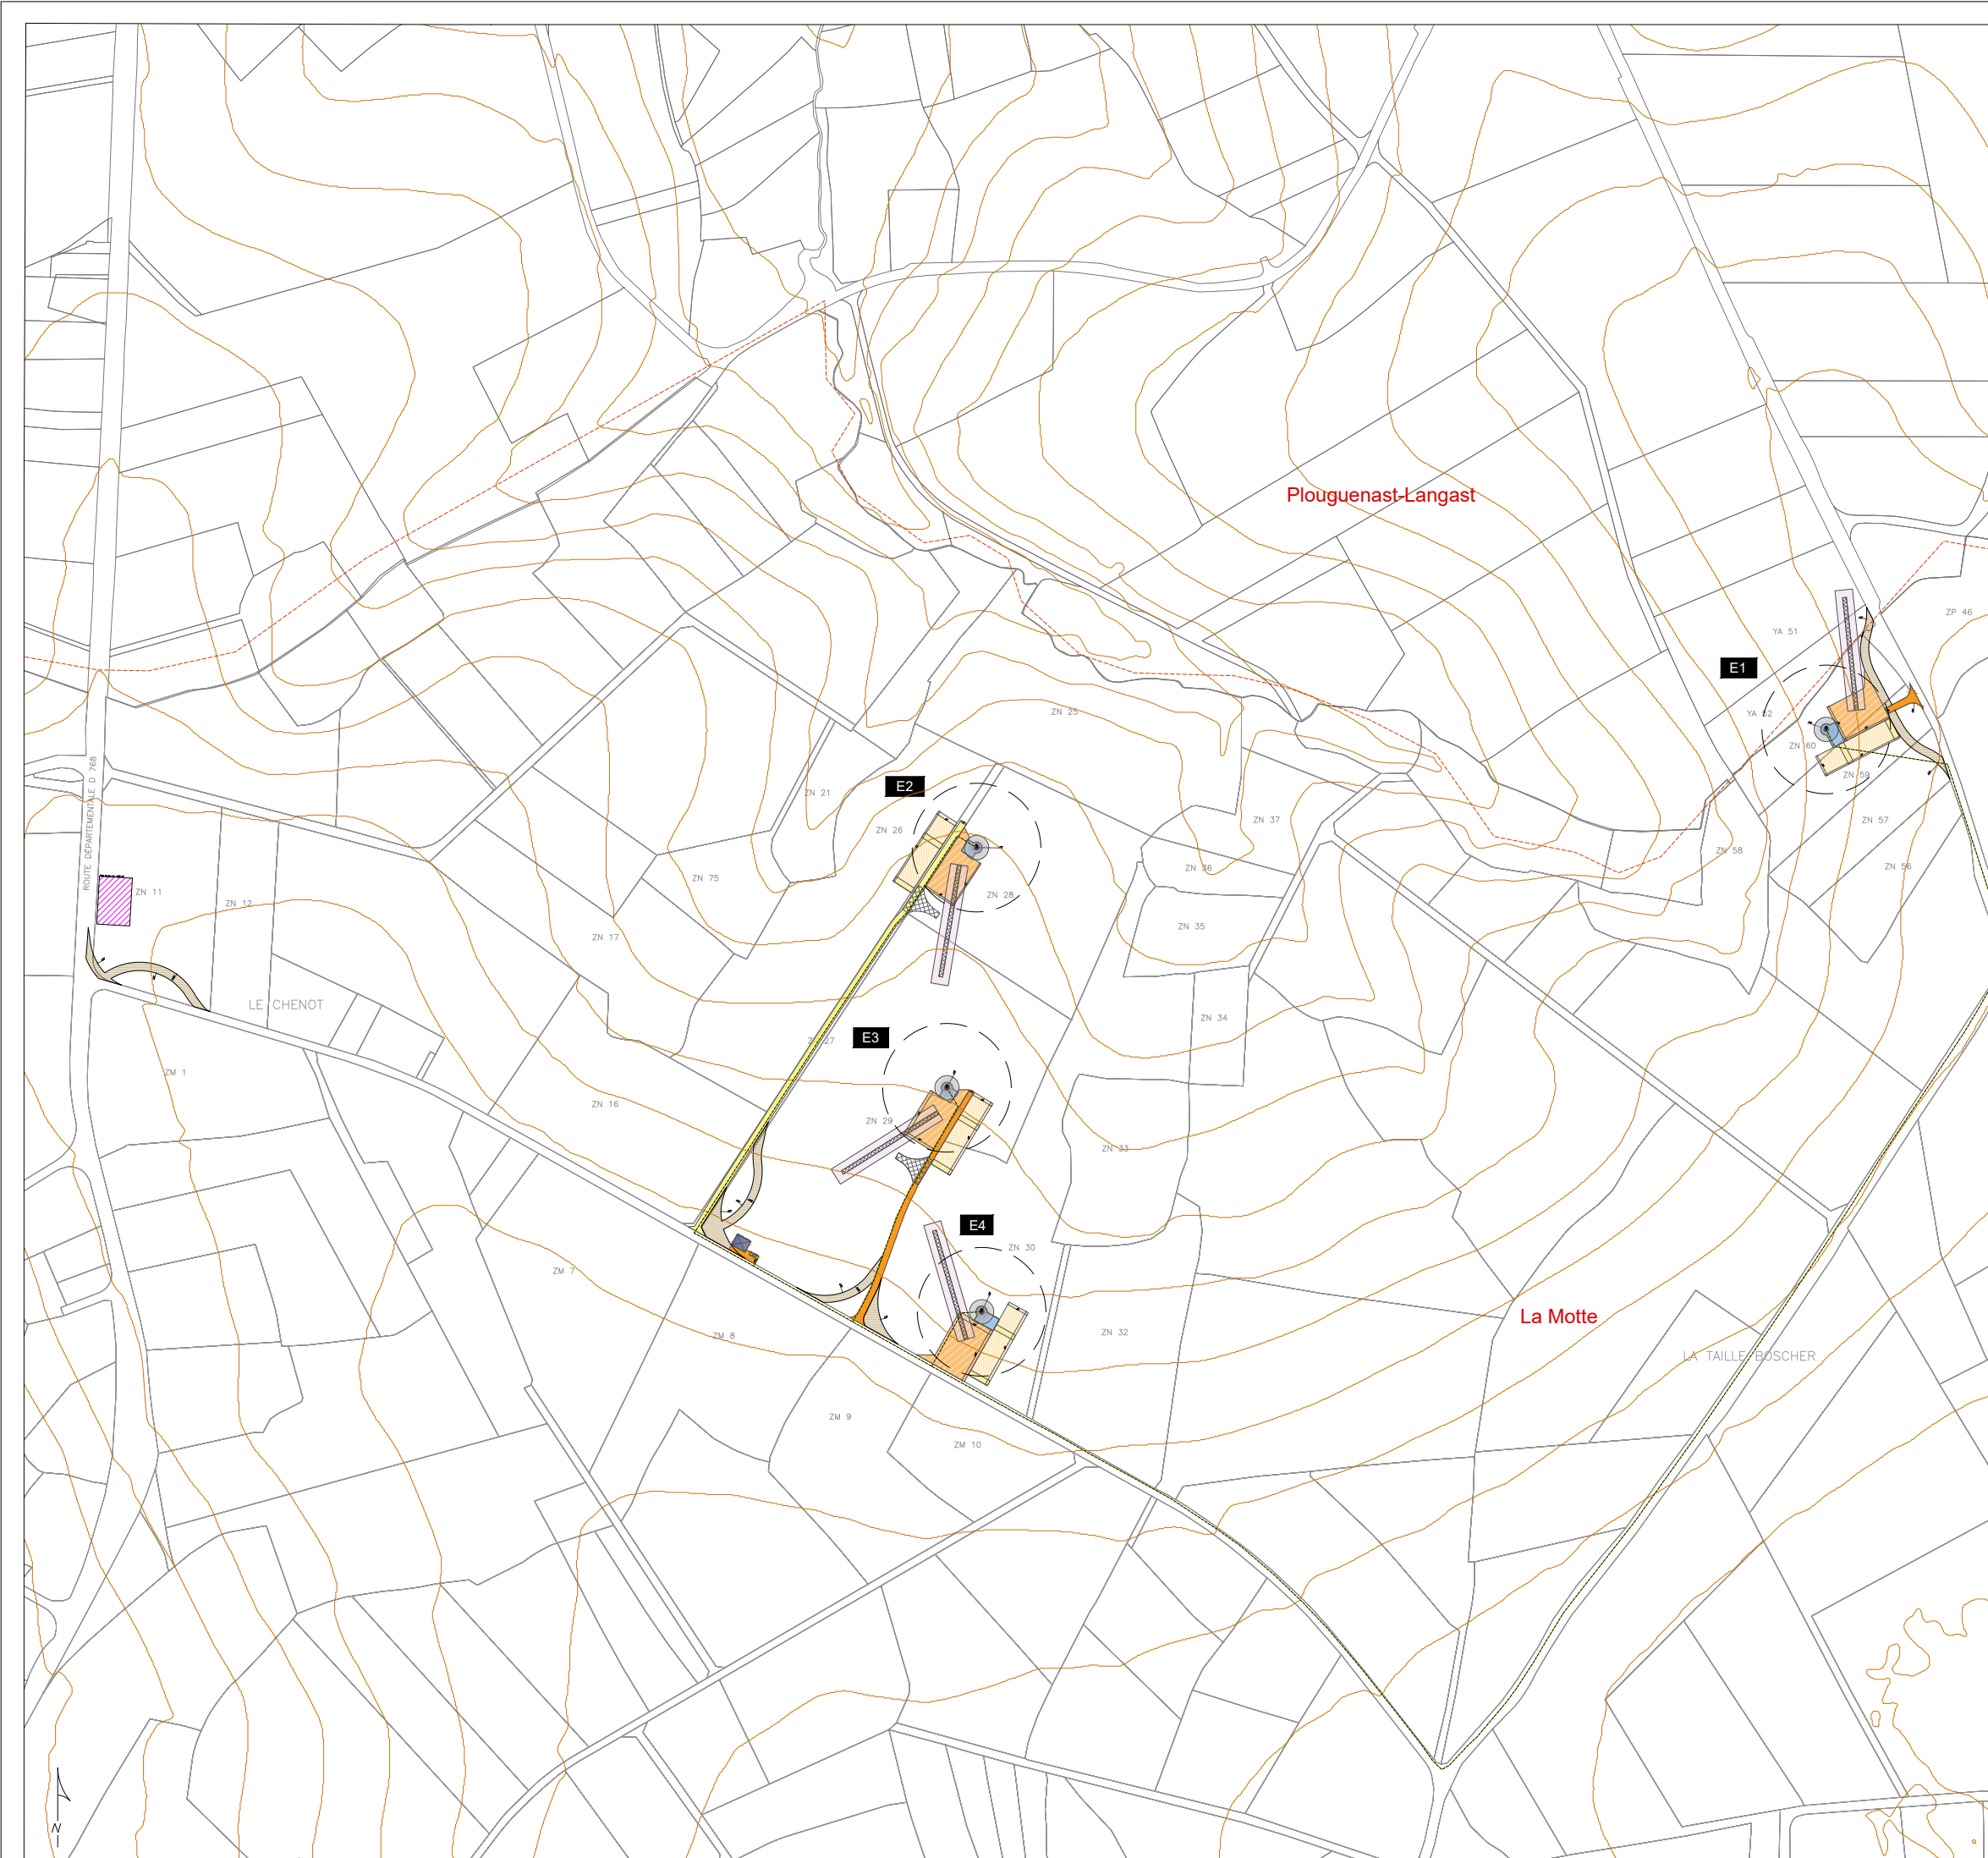 Plouguenast-Langast
ZP 46
YA 51
E1
YA 52
ZN 25
ZN 60
ZN 59
E2
ZN 21
ZN 26
ZN 37
ZN 57
ROUTE DÉPARTEMENTALE D 768
ZN 58
ZN 36
ZN 56
ZN 75
ZN 11
ZN 28
ZN 12
ZN 35
ZN 17
LE CHENOT
ZN 34
E3
ZN 27
ZM 1
ZN 16
ZN 29
ZN 33
E4
ZN 30
ZM 7
La Motte
ZM 8
ZN 32
LA TAILLE BOSCHER
ZM 9
ZM 10
N